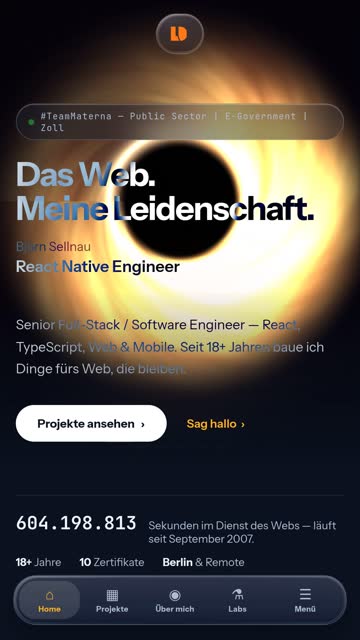 #TeamMaterna — Public Sector | E-Government |
Zoll
Das Web.
Meine Leidenschaft.
Björn Sellnau
React Native Engineer
Senior Full-Stack / Software Engineer — React,
TypeScript, Web & Mobile. Seit 18+ Jahren baue ich
Dinge fürs Web, die bleiben.
Projekte ansehen ›
Sag hallo ›
604.198.813 Sekunden im Dienst des Webs — läuft
seit September 2007.
18+ Jahre 10 Zertifikate Berlin & Remote
Home Projekte Über mich Labs Menü